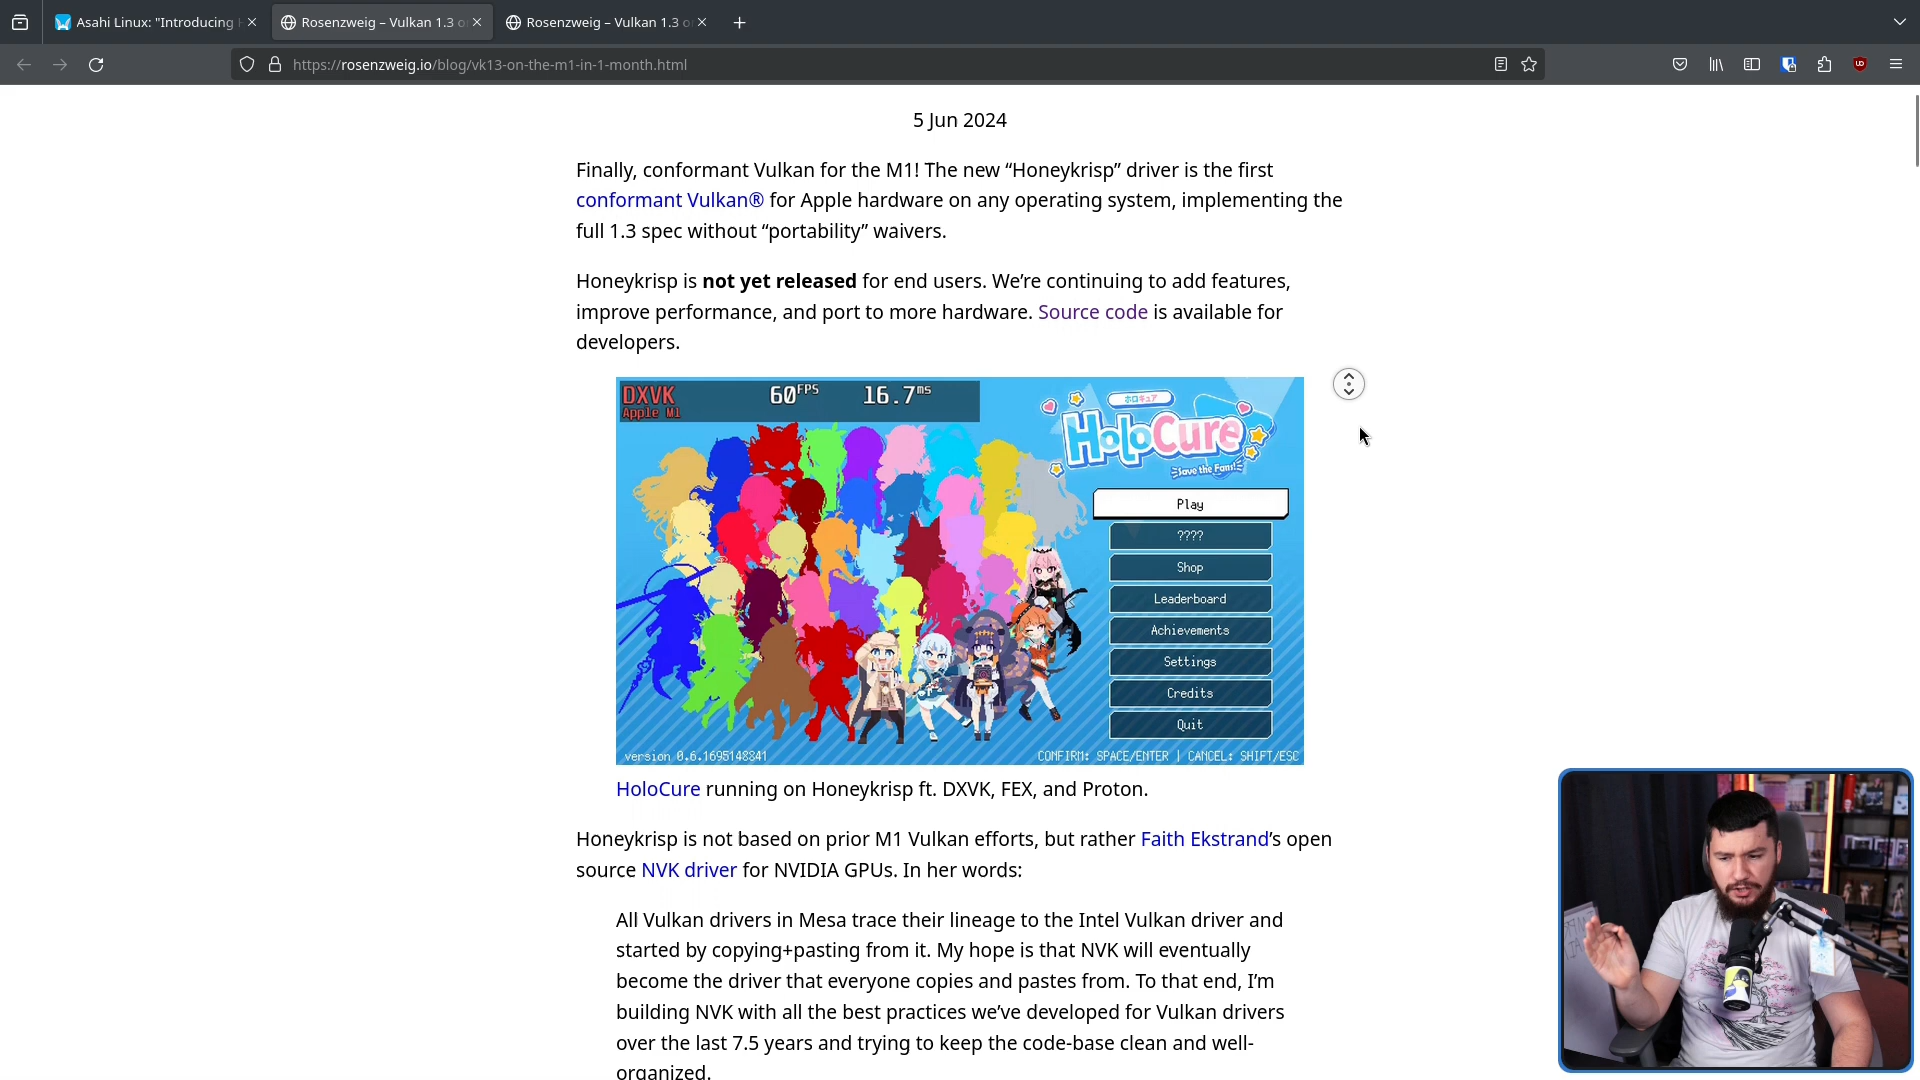 Asahi Linux: "Introducing
Rosenzweig – Vulkan 1.3 o
Rosenzweig – Vulkan 1.3 o
https://rosenzweig.io/blog/vk13-on-the-m1-in-1-month.html
5 Jun 2024
Finally, conformant Vulkan for the M1! The new “Honeykrisp” driver is the first
conformant Vulkan® for Apple hardware on any operating system, implementing the
full 1.3 spec without “portability” waivers.
Honeykrisp is not yet released for end users. We’re continuing to add features,
improve performance, and port to more hardware. Source code is available for
developers.
DXVK 60FPS 16.7ms
Apple M1
ホロキュア
HoloCure
Save the Fans!
Play
????
Shop
Leaderboard
Achievements
Settings
Credits
Quit
version 0.6.1695148841
CONFIRM: SPACE/ENTER | CANCEL: SHIFT/ESC
HoloCure running on Honeykrisp ft. DXVK, FEX, and Proton.
Honeykrisp is not based on prior M1 Vulkan efforts, but rather Faith Ekstrand’s open
source NVK driver for NVIDIA GPUs. In her words:
All Vulkan drivers in Mesa trace their lineage to the Intel Vulkan driver and
started by copying+pasting from it. My hope is that NVK will eventually
become the driver that everyone copies and pastes from. To that end, I’m
building NVK with all the best practices we’ve developed for Vulkan drivers
over the last 7.5 years and trying to keep the code-base clean and well-
organized.